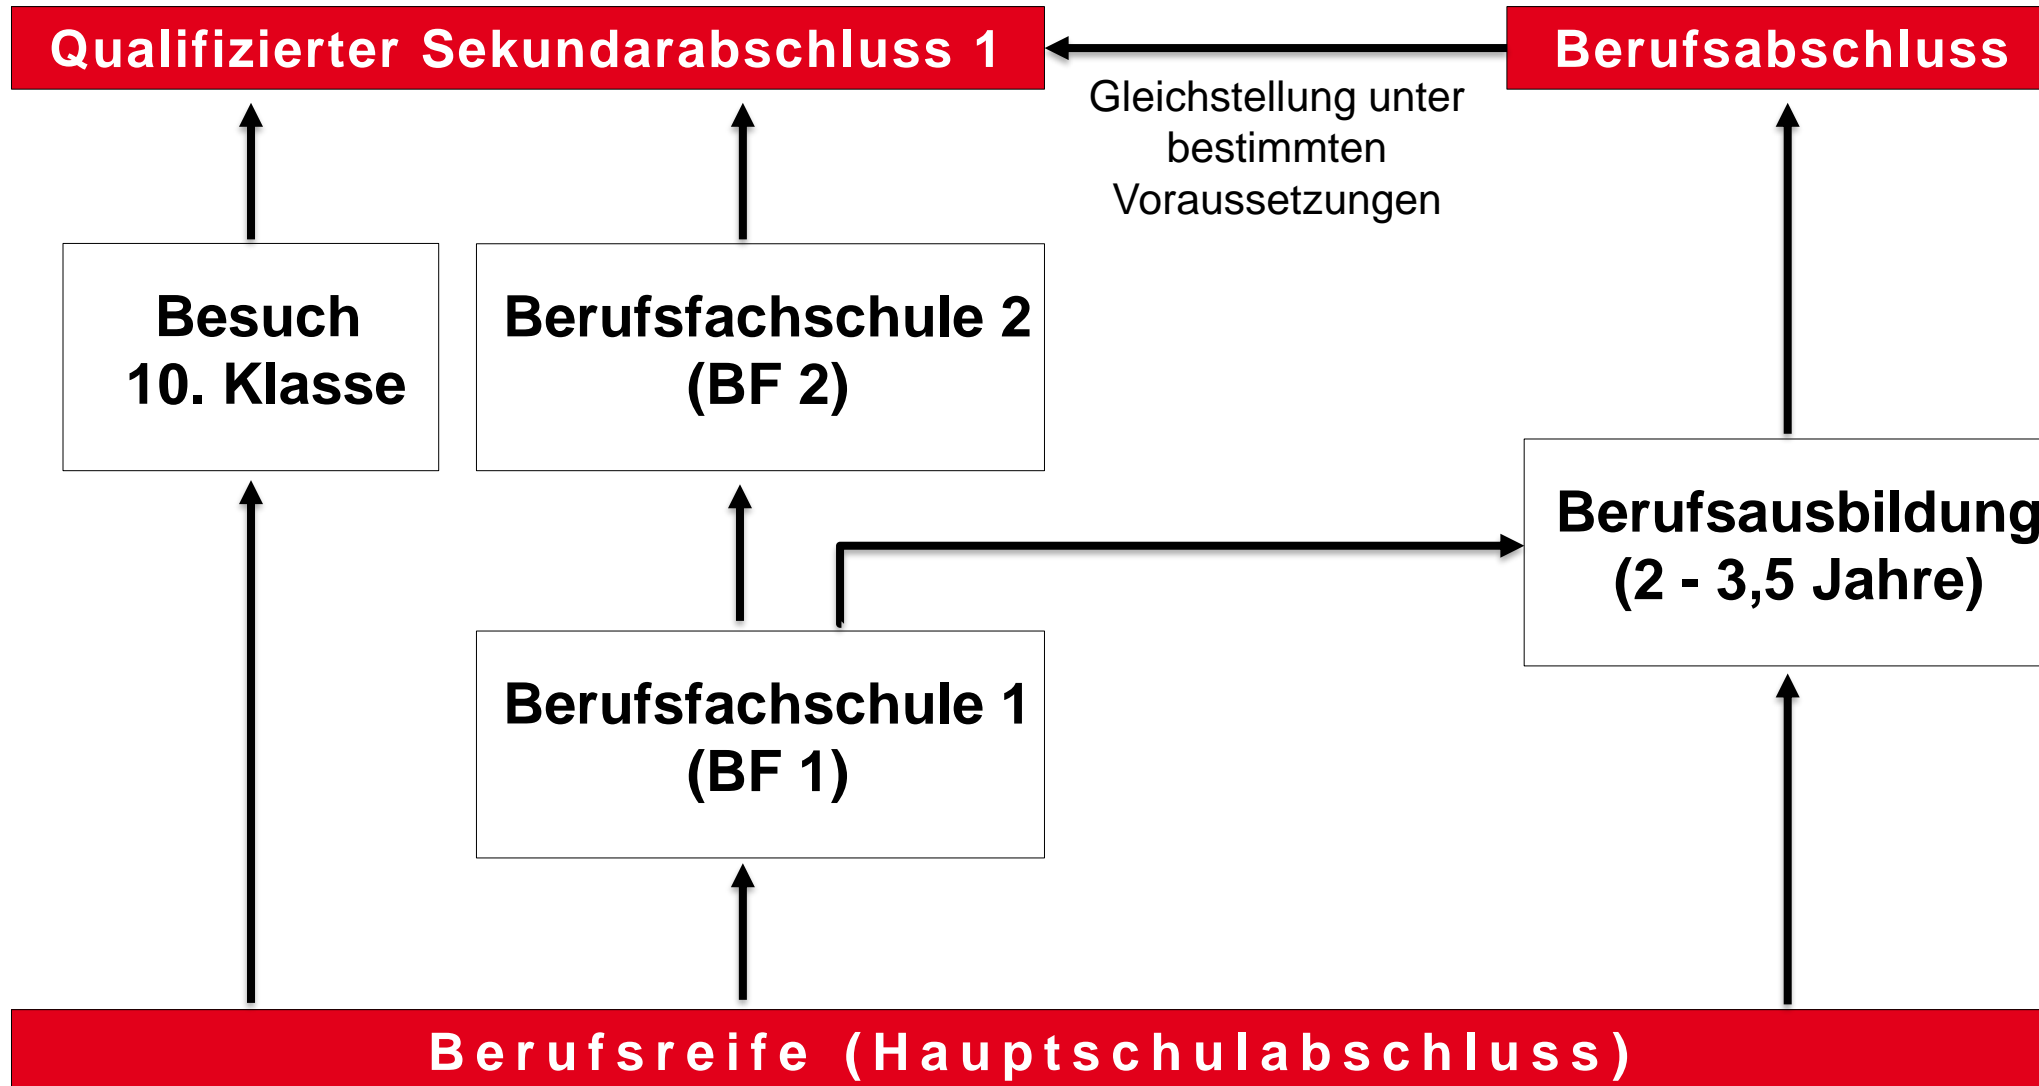 Qualifizierter Sekundarabschluss 1
Berufsabschluss
Gleichstellung unter
bestimmten
Voraussetzungen
Besuch
10. Klasse
Berufsfachschule 2
(BF 2)
Berufsausbildung
(2 - 3,5 Jahre)
Berufsfachschule 1
(BF 1)
Berufsreife (Hauptschulabschluss)